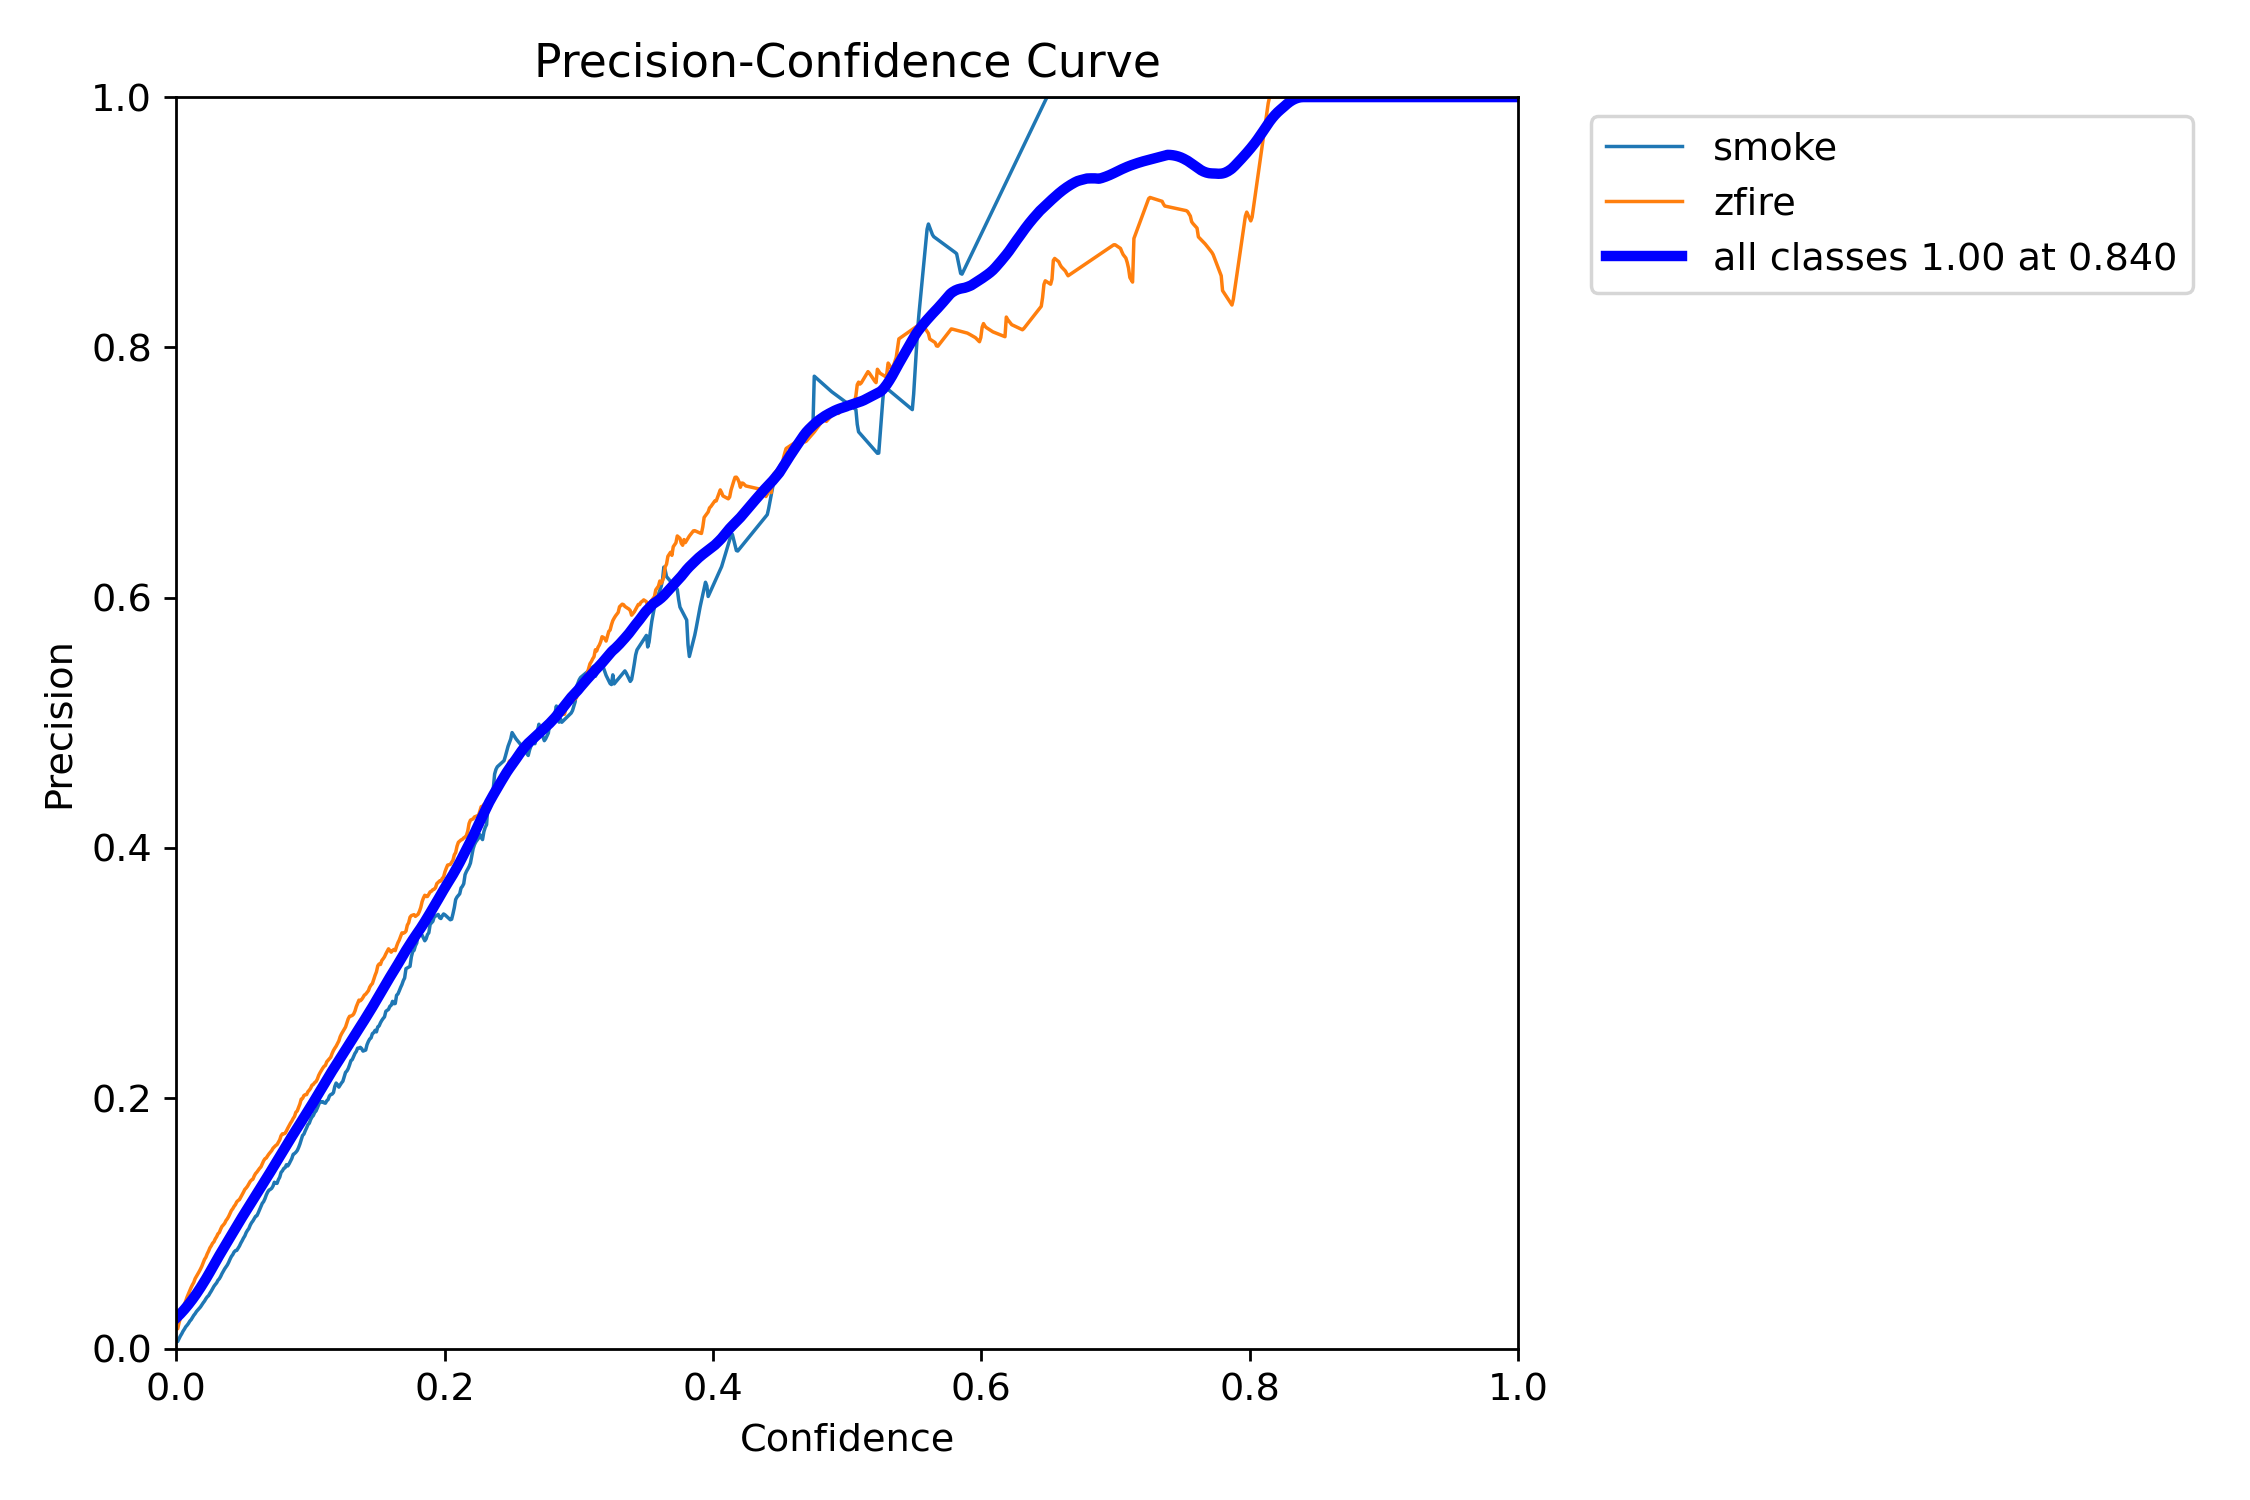 Precision-Confidence Curve
1.0
0.8
0.6
0.4
0.2
0.0
Precision
0.0 0.2 0.4 0.6 0.8 1.0
Confidence
smoke
zfire
all classes 1.00 at 0.840